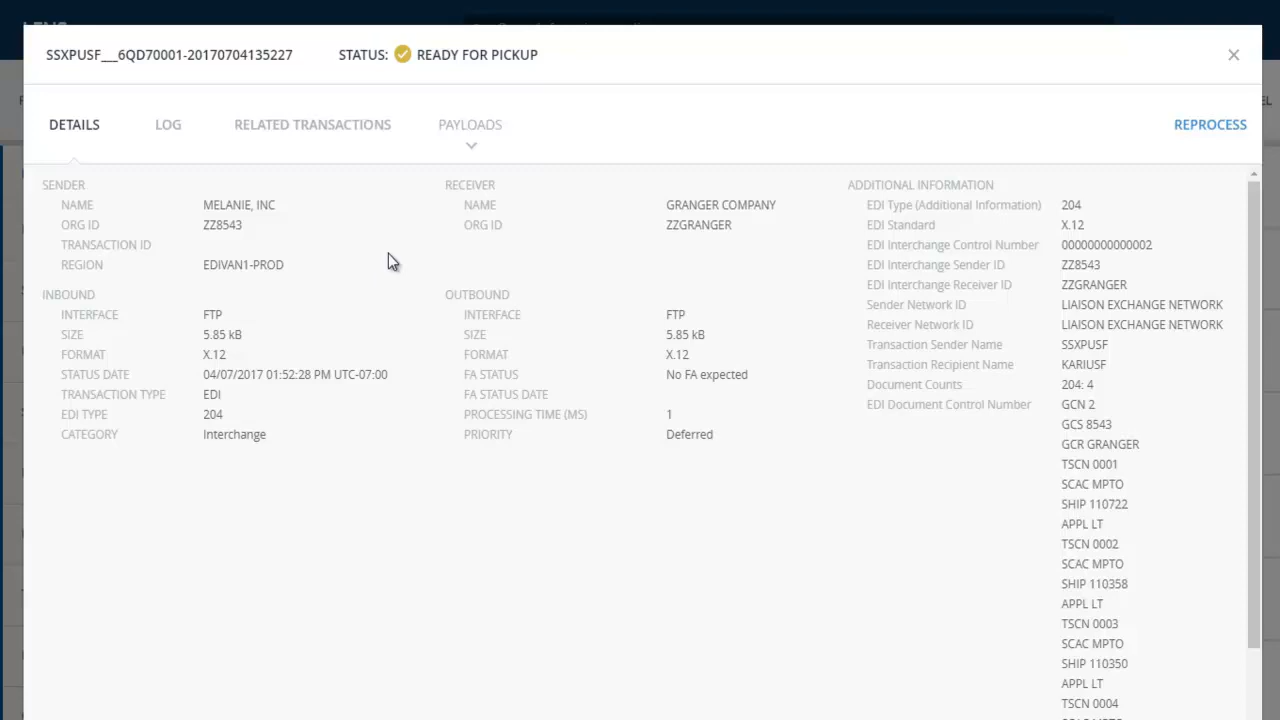 SSXPUSF___6QD70001-20170704135227 STATUS: READY FOR PICKUP
DETAILS LOG RELATED TRANSACTIONS PAYLOADS REPROCESS
SENDER
NAME MELANIE, INC
ORG ID ZZ8543
TRANSACTION ID
REGION EDIVAN1-PROD
INBOUND
INTERFACE FTP
SIZE 5.85 kB
FORMAT X.12
STATUS DATE 04/07/2017 01:52:28 PM UTC-07:00
TRANSACTION TYPE EDI
EDI TYPE 204
CATEGORY Interchange
RECEIVER
NAME GRANGER COMPANY
ORG ID ZZGRANGER
OUTBOUND
INTERFACE FTP
SIZE 5.85 kB
FORMAT X.12
FA STATUS No FA expected
FA STATUS DATE
PROCESSING TIME (MS) 1
PRIORITY Deferred
ADDITIONAL INFORMATION
EDI Type (Additional Information) 204
EDI Standard X.12
EDI Interchange Control Number 00000000000002
EDI Interchange Sender ID ZZ8543
EDI Interchange Receiver ID ZZGRANGER
Sender Network ID LIAISON EXCHANGE NETWORK
Receiver Network ID LIAISON EXCHANGE NETWORK
Transaction Sender Name SSXPUSF
Transaction Recipient Name KARIUSF
Document Counts 204: 4
EDI Document Control Number GCN 2
GCS 8543
GCR GRANGER
TSCN 0001
SCAC MPTO
SHIP 110722
APPL LT
TSCN 0002
SCAC MPTO
SHIP 110358
APPL LT
TSCN 0003
SCAC MPTO
SHIP 110350
APPL LT
TSCN 0004